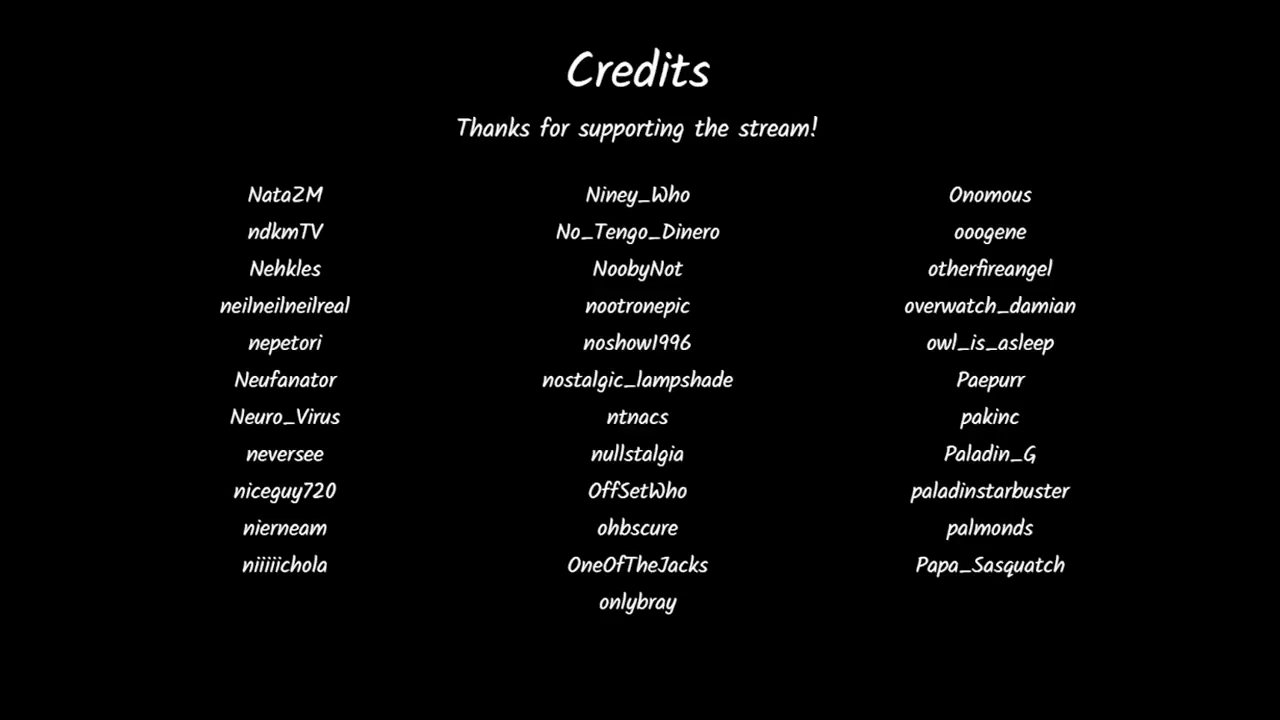 Credits
Thanks for supporting the stream!
NataZM
ndkmTV
Nehkles
neilneilneilreal
nepetori
Neufanator
Neuro_Virus
neversee
niceguy720
nierneam
niiiiichola
Niney_Who
No_Tengo_Dinero
NoobyNot
nootronepic
noshow1996
nostalgic_lampshade
ntnacs
nullstalgia
OffSetWho
ohbscure
OneOfTheJacks
onlybray
Onomous
ooogene
otherfireangel
overwatch_damian
owl_is_asleep
Paepurr
pakinc
Paladin_G
paladinstarbuster
palmonds
Papa_Sasquatch